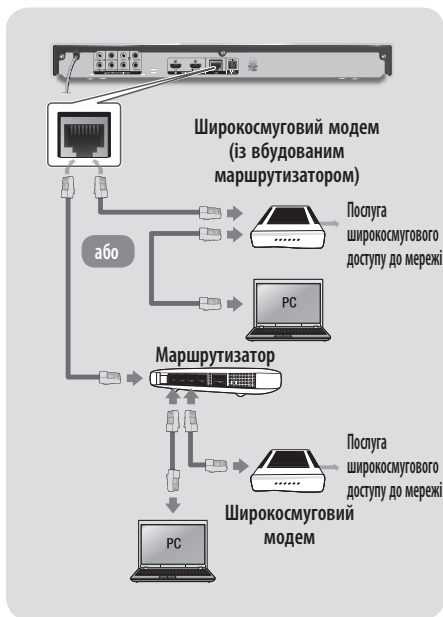 Широкосмуговий модем
(із вбудованим
маршрутизатором)
Послуга
широкосмугового
доступу до мережі
або
PC
Маршрутизатор
Послуга
широкосмугового
доступу до мережі
Широкосмуговий
модем
PC